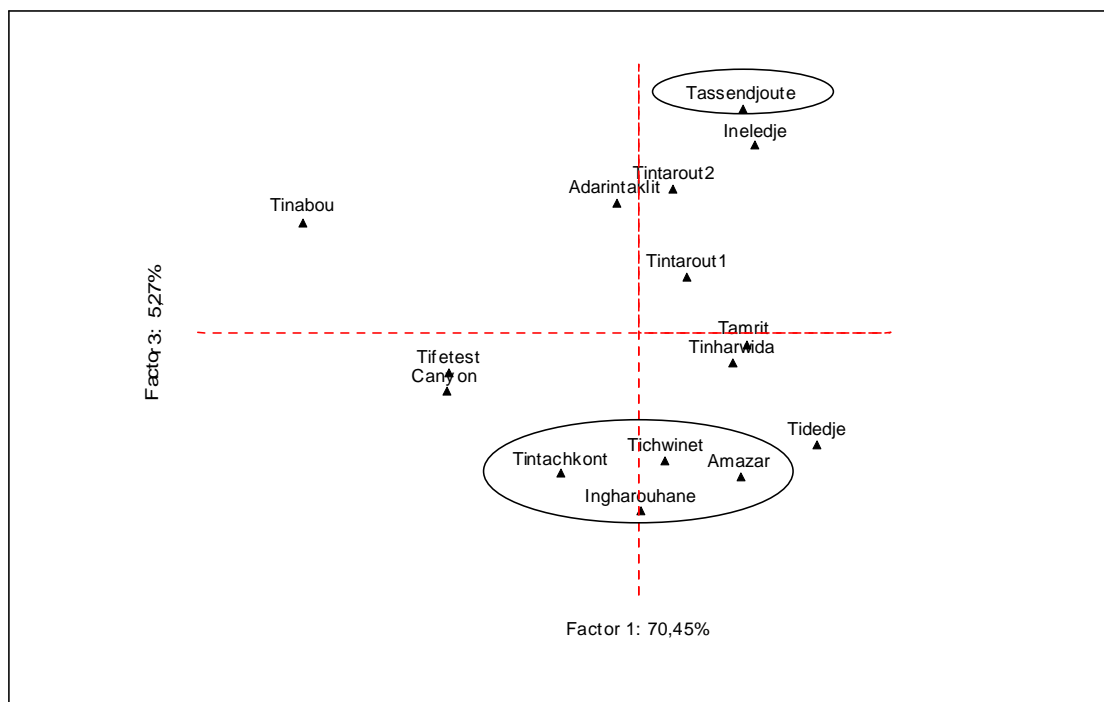 Tassendjoute
Ineledje
Tintarout2
Adarintaklit
Tinabou
Tintarout1
Factor 3: 5,27%
Tamrit
Tinharwida
Tifetest
Canyon
Tidedje
Tichwinet
Tintachkont
Amazar
Ingharouhane
Factor 1: 70,45%